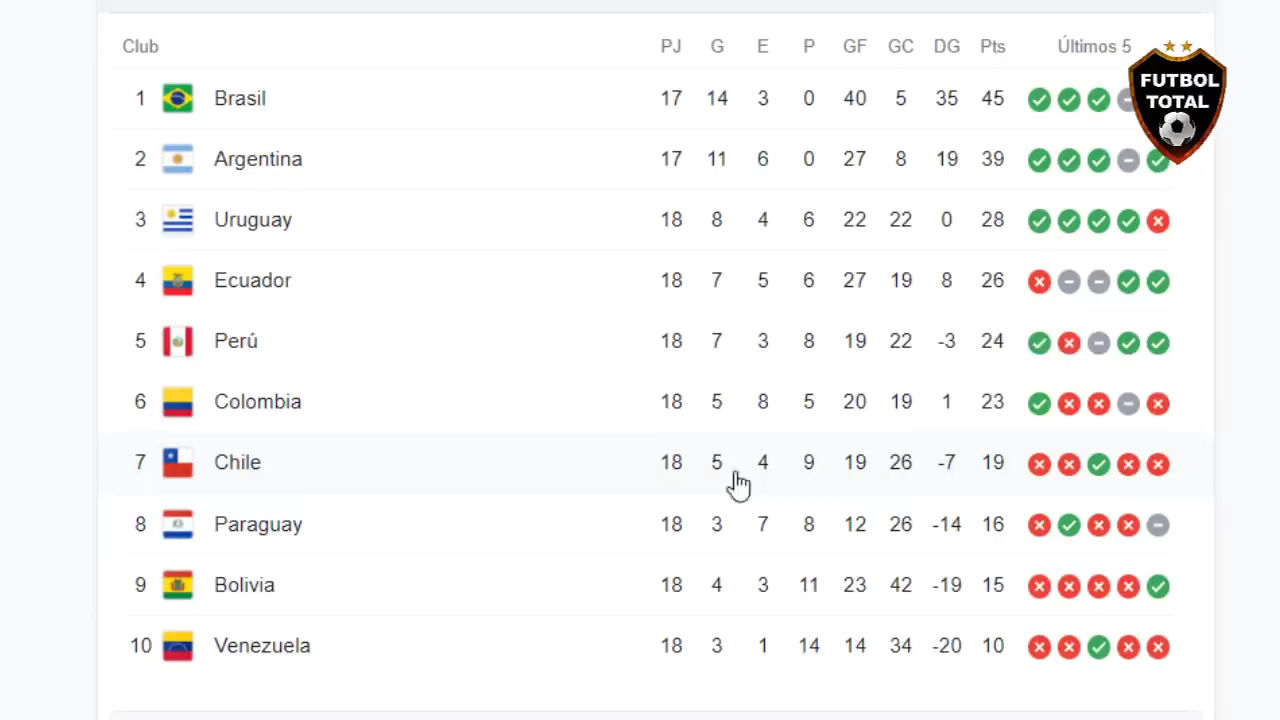 Club PJ G E P GF GC DG Pts Últimos 5
1 Brasil 17 14 3 0 40 5 35 45
2 Argentina 17 11 6 0 27 8 19 39
3 Uruguay 18 8 4 6 22 22 0 28
4 Ecuador 18 7 5 6 27 19 8 26
5 Perú 18 7 3 8 19 22 -3 24
6 Colombia 18 5 8 5 20 19 1 23
7 Chile 18 5 4 9 19 26 -7 19
8 Paraguay 18 3 7 8 12 26 -14 16
9 Bolivia 18 4 3 11 23 42 -19 15
10 Venezuela 18 3 1 14 14 34 -20 10
FUTBOL
TOTAL